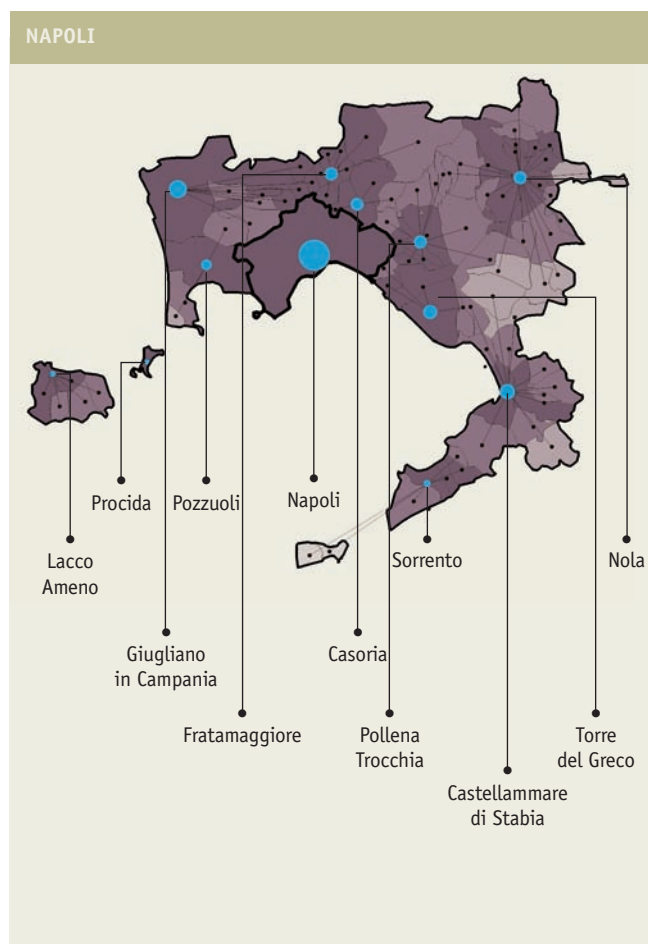 NAPOLI
Procida
Pozzuoli
Napoli
Lacco
Ameno
Sorrento
Nola
Giugliano
in Campania
Casoria
Fratamaggiore
Pollena
Trocchia
Torre
del Greco
Castellammare
di Stabia